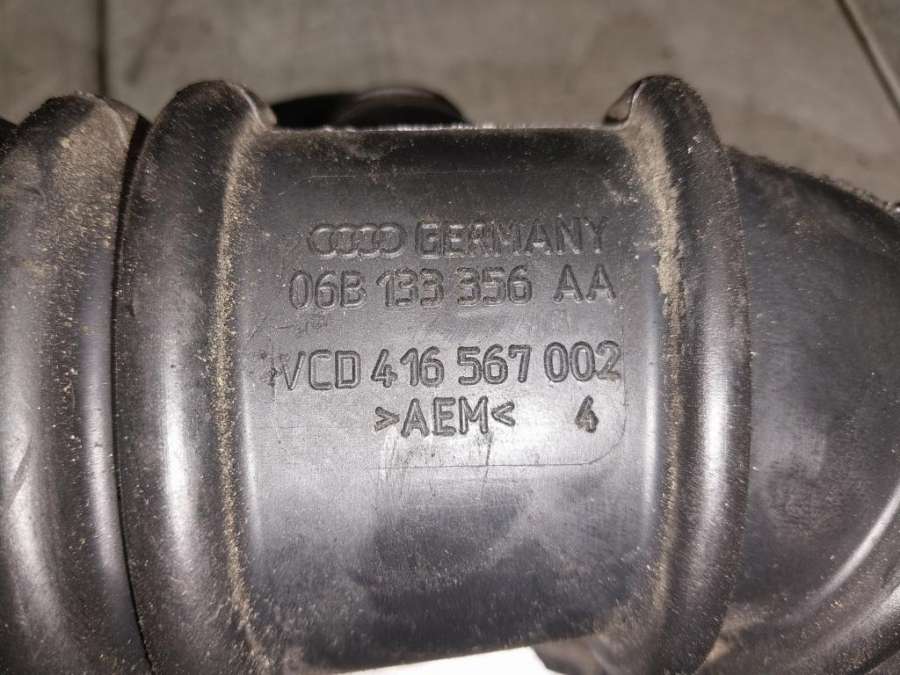 GERMANY
06B 133 356 AA
VCD 416 567 002
>AEM< 4